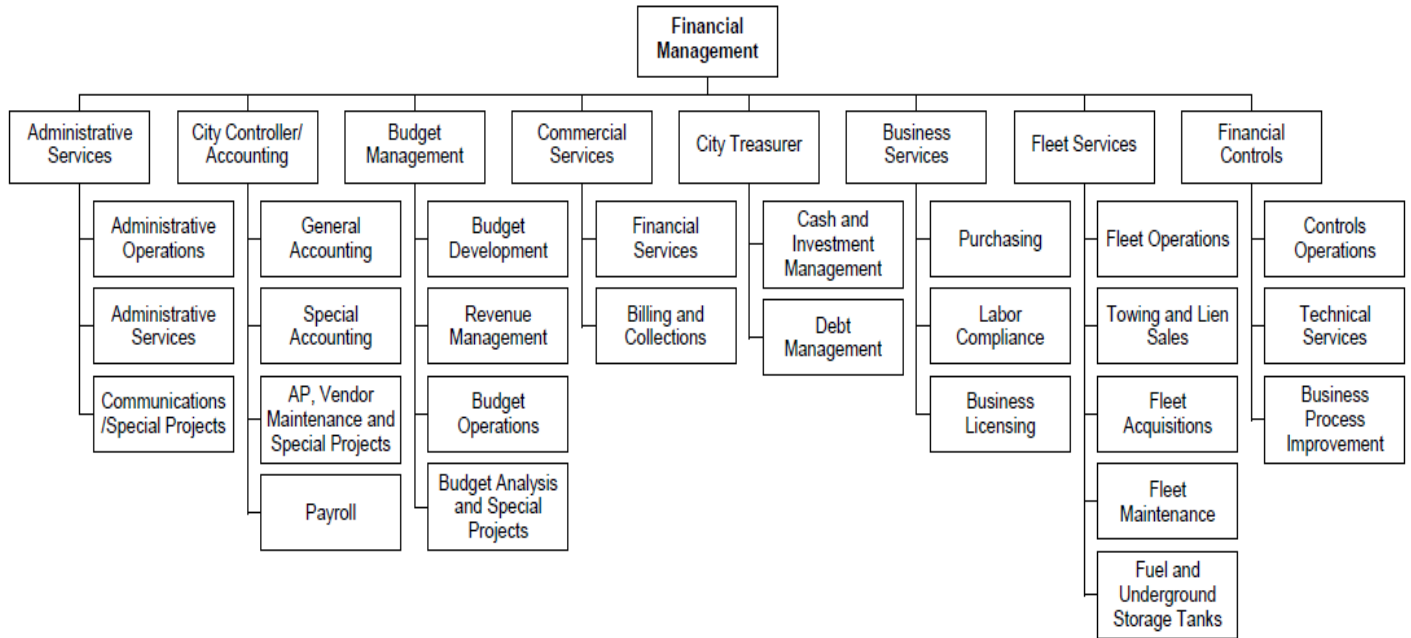 Financial
Management
Administrative
Services
City Controller/
Accounting
Budget
Management
Commercial
Services
City Treasurer
Business
Services
Fleet Services
Financial
Controls
Administrative
Operations
Administrative
Services
Communications
/Special Projects
General
Accounting
Special
Accounting
AP, Vendor
Maintenance and
Special Projects
Payroll
Budget
Development
Revenue
Management
Budget
Operations
Budget Analysis
and Special
Projects
Financial
Services
Billing and
Collections
Cash and
Investment
Management
Debt
Management
Purchasing
Labor
Compliance
Business
Licensing
Fleet Operations
Towing and Lien
Sales
Fleet
Acquisitions
Fleet
Maintenance
Fuel and
Underground
Storage Tanks
Controls
Operations
Technical
Services
Business
Process
Improvement